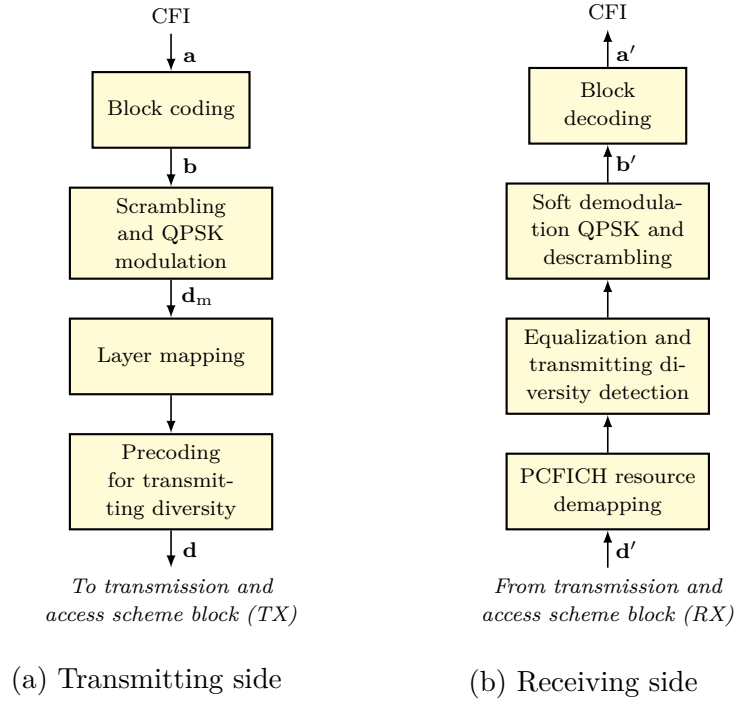 CFI
a
Block coding
b
Scrambling
and QPSK
modulation
d_m
Layer mapping
Precoding
for transmit-
ting diversity
d
To transmission and
access scheme block (TX)
(a) Transmitting side
CFI
a′
Block
decoding
b′
Soft demodula-
tion QPSK and
descrambling
Equalization and
transmitting di-
versity detection
PCFICH resource
demapping
d′
From transmission and
access scheme block (RX)
(b) Receiving side